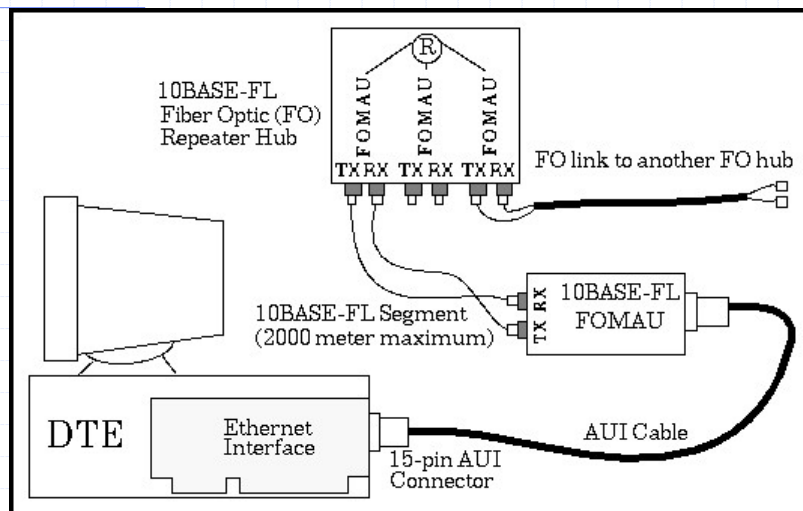 R
10BASE-FL
Fiber Optic (FO)
Repeater Hub
FOMAU
FOMAU
FOMAU
TX RX TX RX TX RX
FO link to another FO hub
10BASE-FL Segment
(2000 meter maximum)
TX RX
10BASE-FL
FOMAU
DTE
Ethernet
Interface
15-pin AUI
Connector
AUI Cable